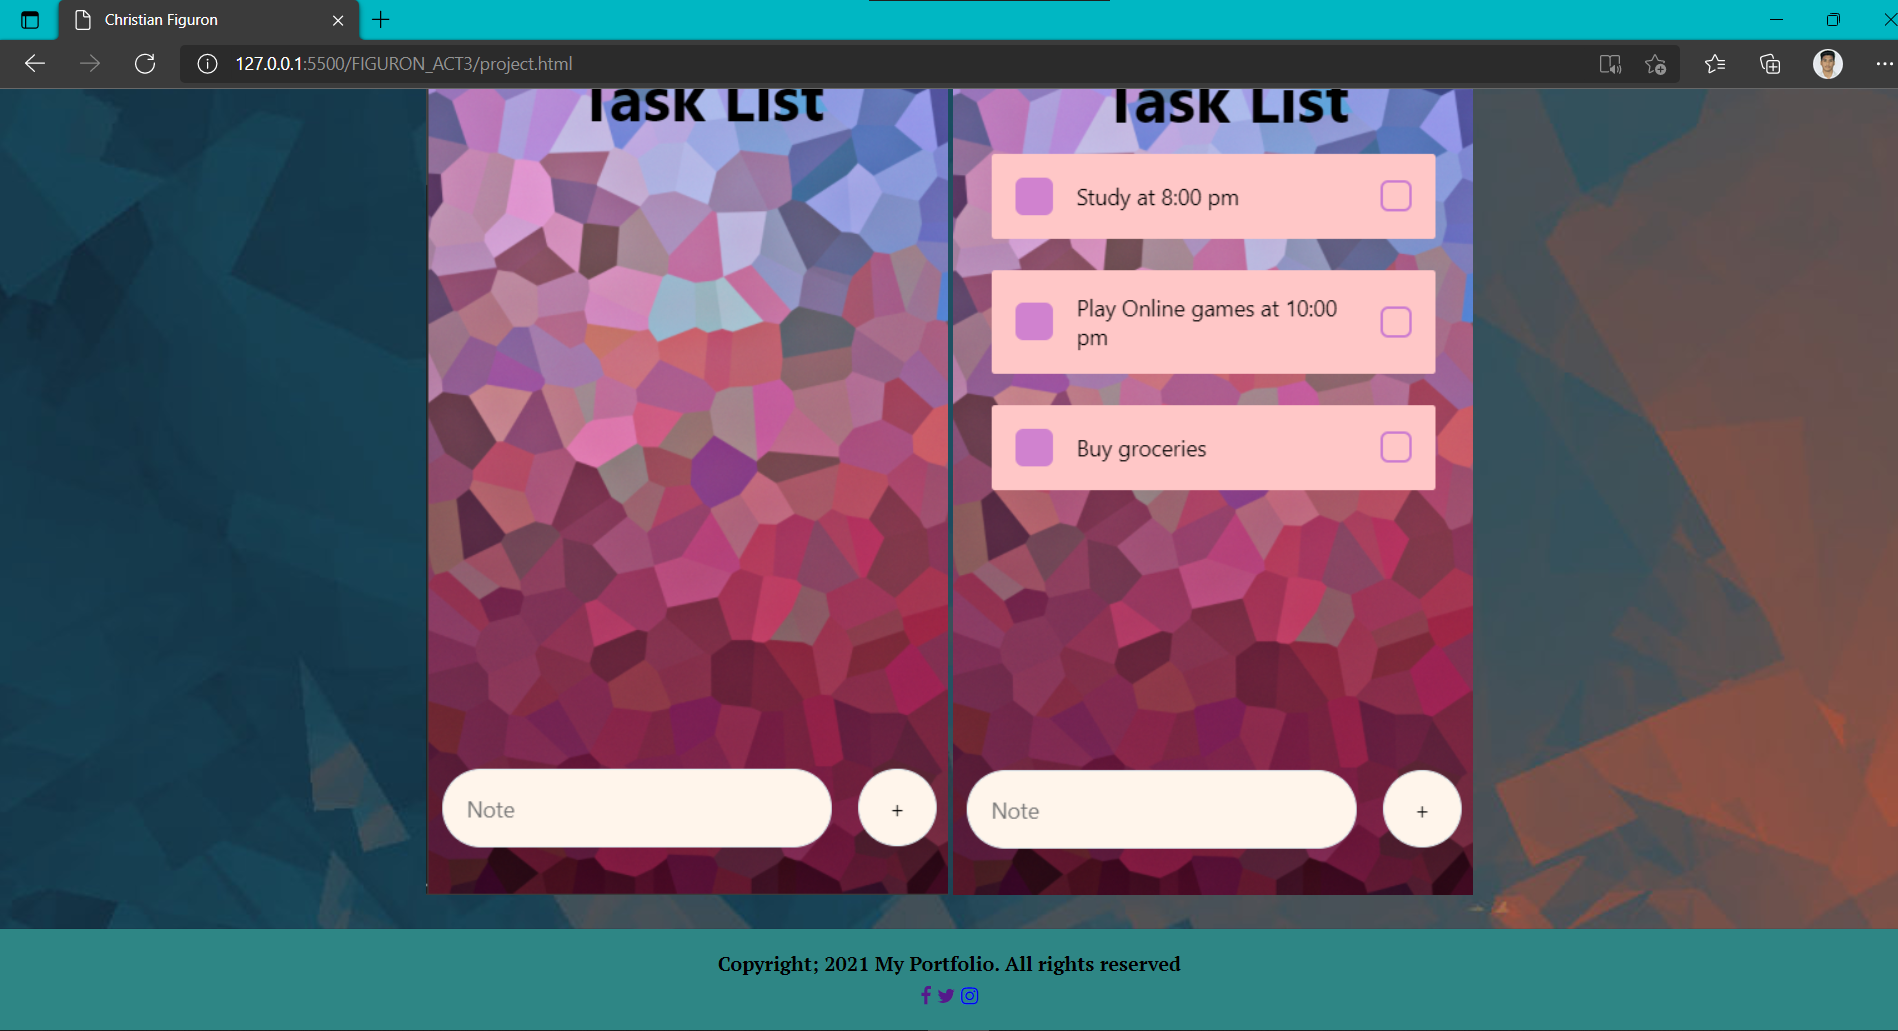 Christian Figuron
127.0.0.1:5500/FIGURON_ACT3/project.html
Task List
Note
+
Task List
Study at 8:00 pm
Play Online games at 10:00
pm
Buy groceries
Note
+
Copyright; 2021 My Portfolio. All rights reserved